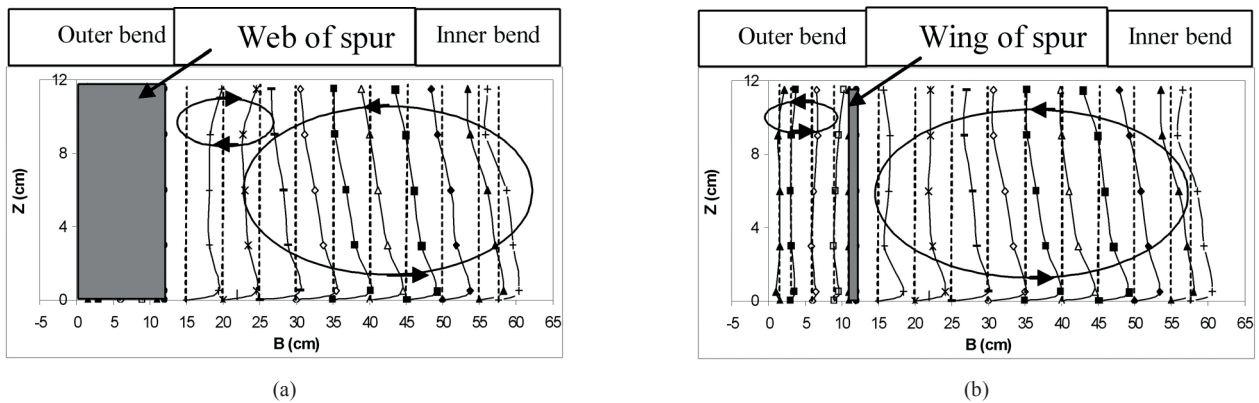 Outer bend Web of spur Inner bend
12
8
4
0
Z (cm)
-5 0 5 10 15 20 25 30 35 40 45 50 55 60 65
B (cm)
(a)
Outer bend Wing of spur Inner bend
12
8
4
0
Z (cm)
-5 0 5 10 15 20 25 30 35 40 45 50 55 60 65
B (cm)
(b)